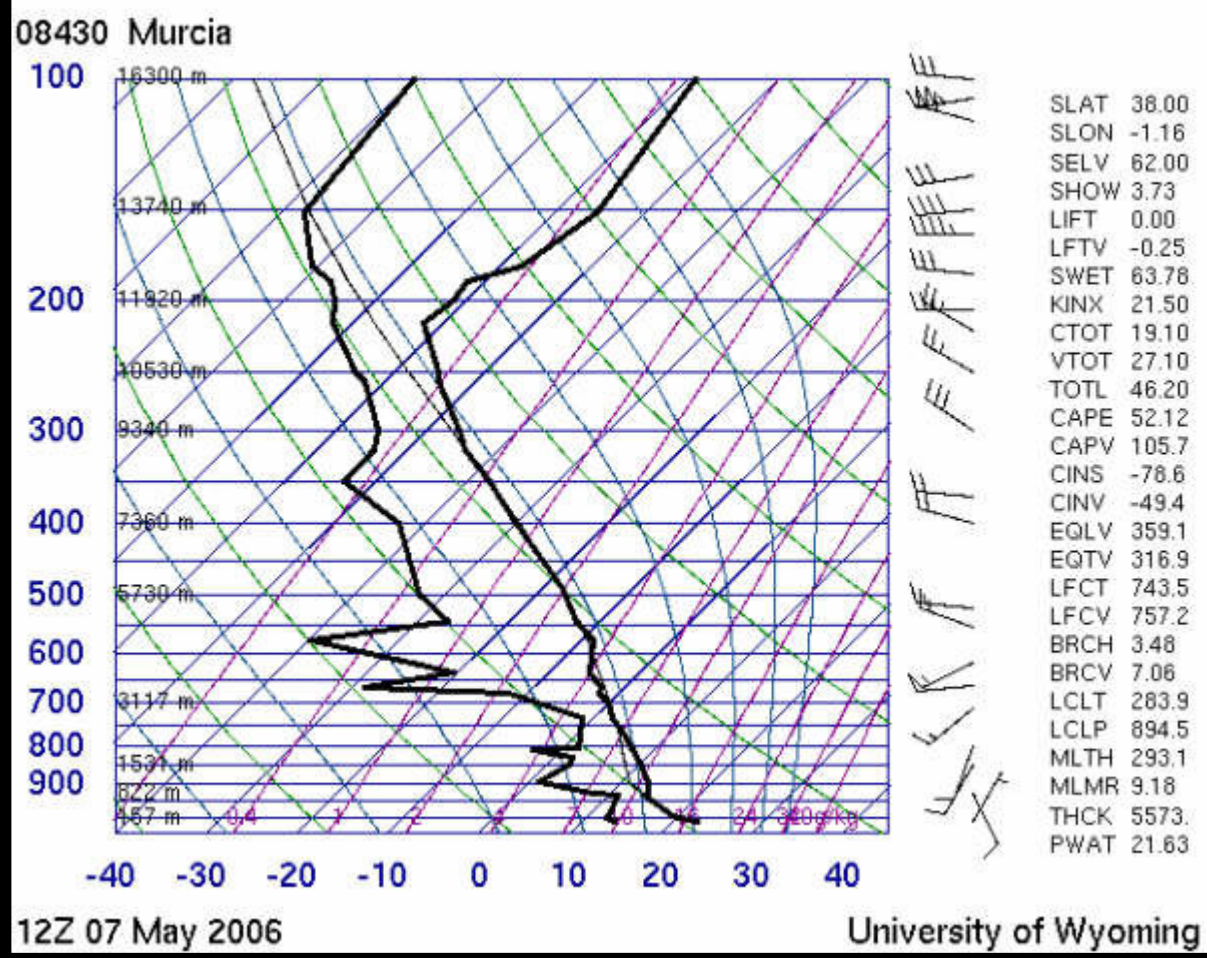 08430 Murcia
100 16300 m
13740 m
200 11920 m
10530 m
300 9340 m
400 7360 m
500 5730 m
600
700 3117 m
800
1531 m
900
822 m
157 m 0.4 1 2 4 7 10 16 24 32 40g/kg
-40 -30 -20 -10 0 10 20 30 40
12Z 07 May 2006
University of Wyoming
SLAT 38.00
SLON -1.16
SELV 62.00
SHOW 3.73
LIFT 0.00
LFTV -0.25
SWET 63.78
KINX 21.50
CTOT 19.10
VTOT 27.10
TOTL 46.20
CAPE 52.12
CAPV 105.7
CINS -78.6
CINV -49.4
EQLV 359.1
EQTV 316.9
LFCT 743.5
LFCV 757.2
BRCH 3.48
BRCV 7.06
LCLT 283.9
LCLP 894.5
MLTH 293.1
MLMR 9.18
THCK 5573.
PWAT 21.63